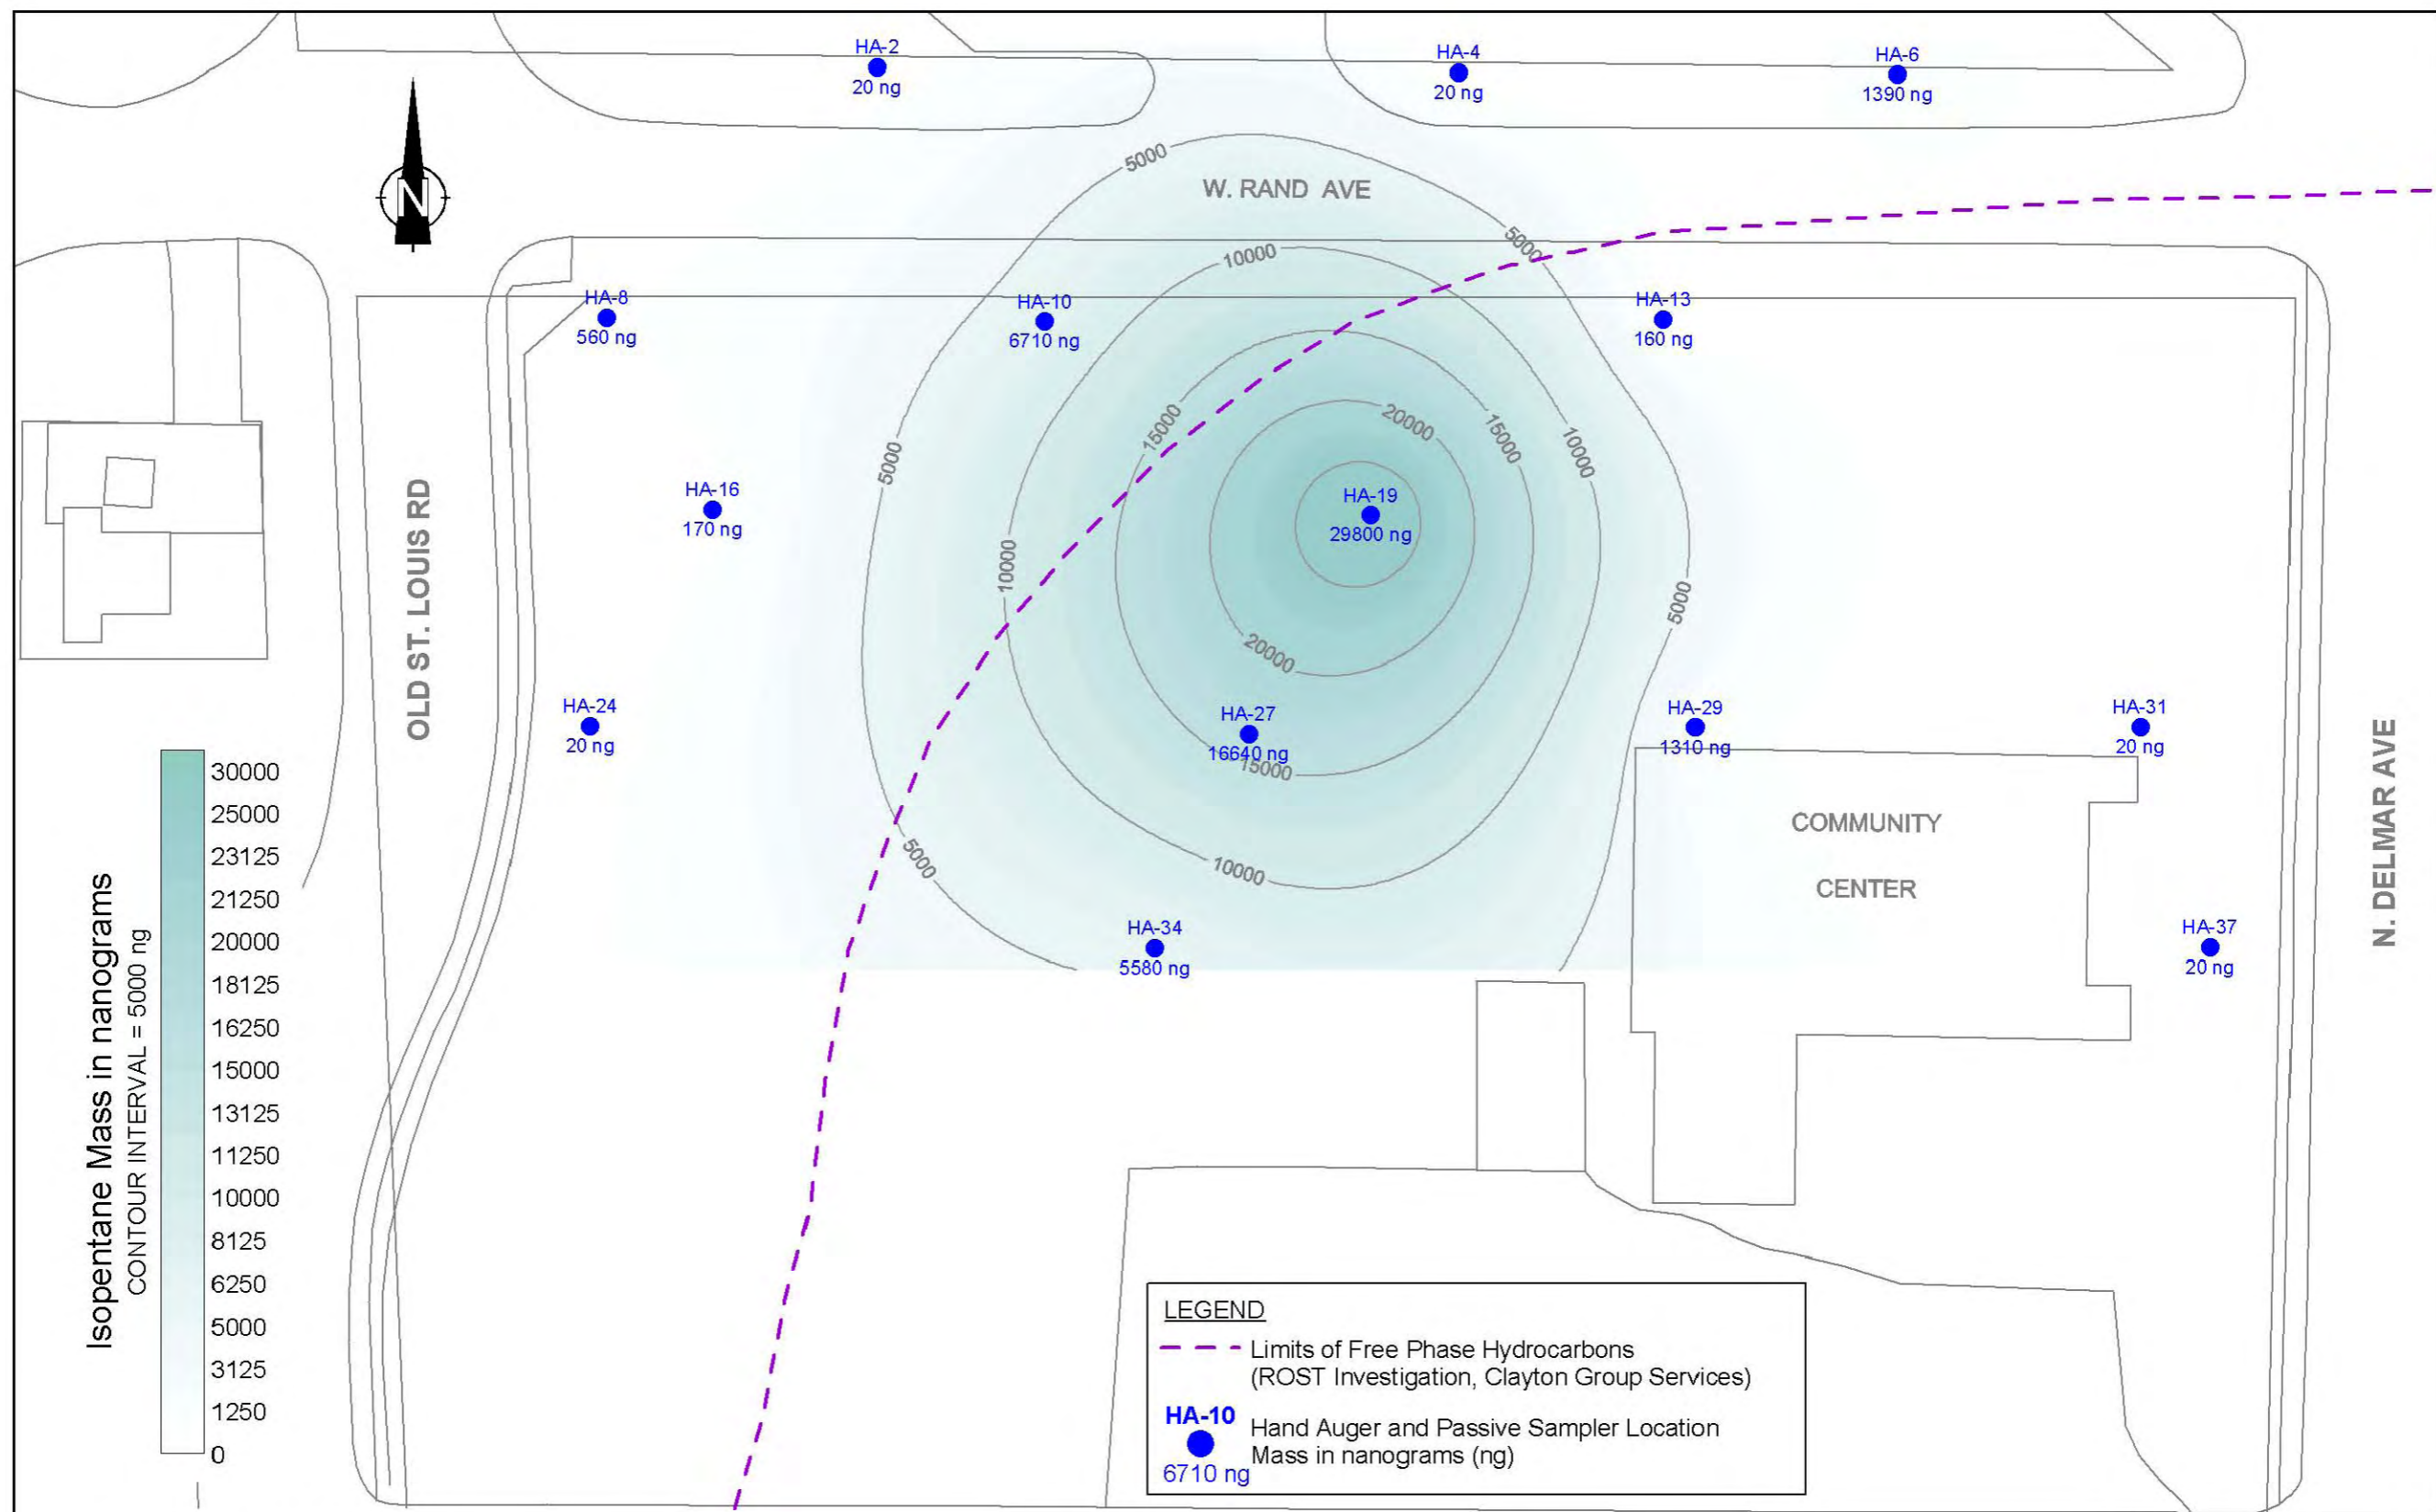 HA-2
20 ng
HA-4
20 ng
HA-6
1390 ng
5000
W. RAND AVE
N
5000
10000
HA-8
560 ng
HA-10
6710 ng
HA-13
160 ng
15000
20000
15000
10000
5000
HA-16
170 ng
HA-19
29800 ng
OLD ST. LOUIS RD
10000
5000
20000
HA-24
20 ng
HA-27
16640 ng
15000
HA-29
1310 ng
HA-31
20 ng
COMMUNITY
CENTER
N. DELMAR AVE
5000
10000
HA-34
5580 ng
HA-37
20 ng
Isopentane Mass in nanograms
CONTOUR INTERVAL = 5000 ng
30000
25000
23125
21250
20000
18125
16250
15000
13125
11250
10000
8125
6250
5000
3125
1250
0
LEGEND
Limits of Free Phase Hydrocarbons
(ROST Investigation, Clayton Group Services)
HA-10
Hand Auger and Passive Sampler Location
Mass in nanograms (ng)
6710 ng